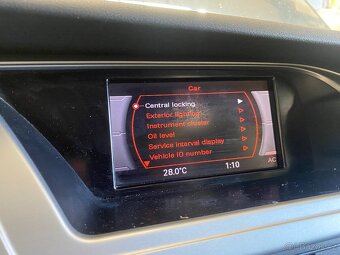 Car
Central locking
Exterior lighting
Instrument cluster
Oil level
Service interval display
Vehicle ID number
28.0°C
1:10
AC